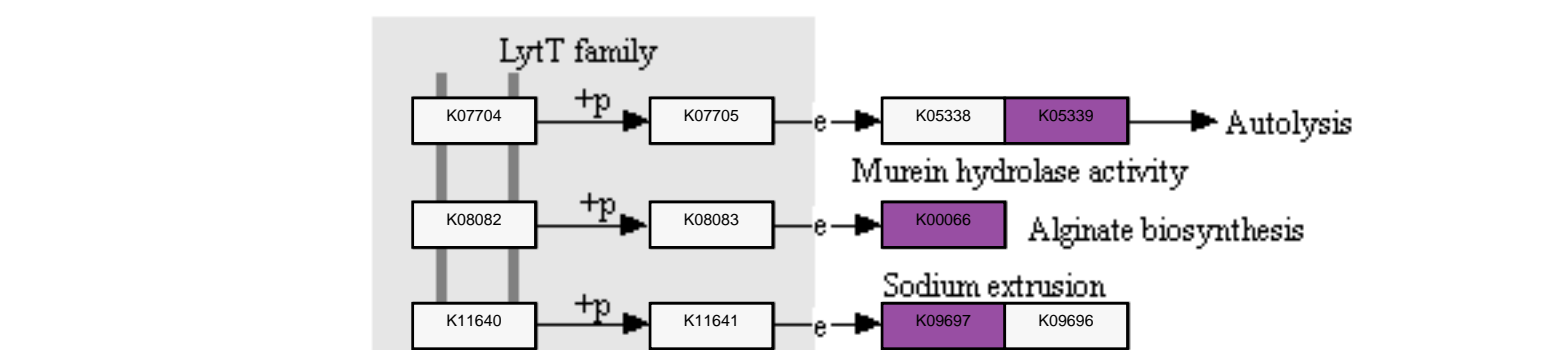 LytT family
K07704 +p K07705 e K05338 K05339 Autolysis
Murein hydrolase activity
K08082 +p K08083 e K00066 Alginate biosynthesis
Sodium extrusion
K11640 +p K11641 e K09697 K09696